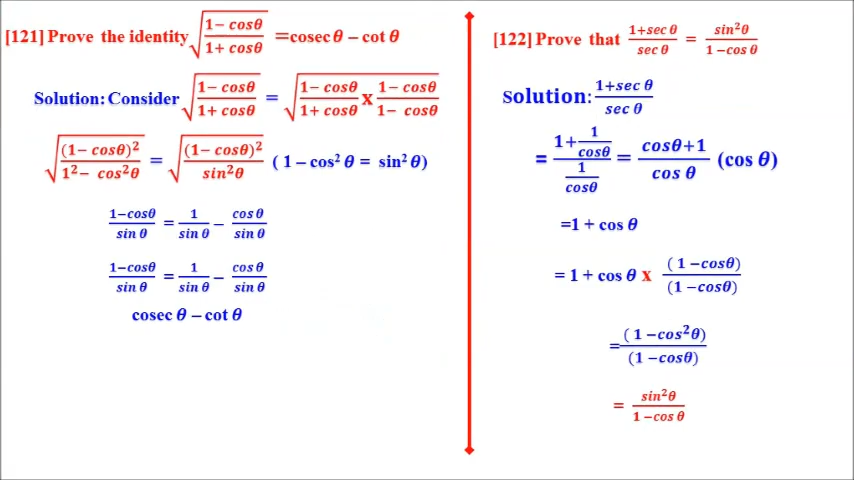 [121] Prove the identity √((1− cosθ)/(1+ cosθ)) =cosec θ – cot θ
Solution: Consider √((1− cosθ)/(1+ cosθ)) = √((1− cosθ)/(1+ cosθ) x (1− cosθ)/(1− cosθ))
√((1− cosθ)²/(1²− cos²θ)) = √((1− cosθ)²/sin²θ) ( 1 – cos² θ = sin² θ)
(1−cosθ)/(sin θ) = 1/(sin θ) − (cos θ)/(sin θ)
(1−cosθ)/(sin θ) = 1/(sin θ) − (cos θ)/(sin θ)
cosec θ – cot θ
[122] Prove that (1+sec θ)/(sec θ) = (sin²θ)/(1 −cos θ)
Solution: (1+sec θ)/(sec θ)
= (1+ 1/(cosθ))/(1/(cosθ)) = (cosθ+1)/(cos θ) (cos θ)
=1 + cos θ
= 1 + cos θ x (( 1 −cosθ))/((1 −cosθ))
= (( 1 −cos²θ))/((1 −cosθ))
= (sin²θ)/(1 −cos θ)